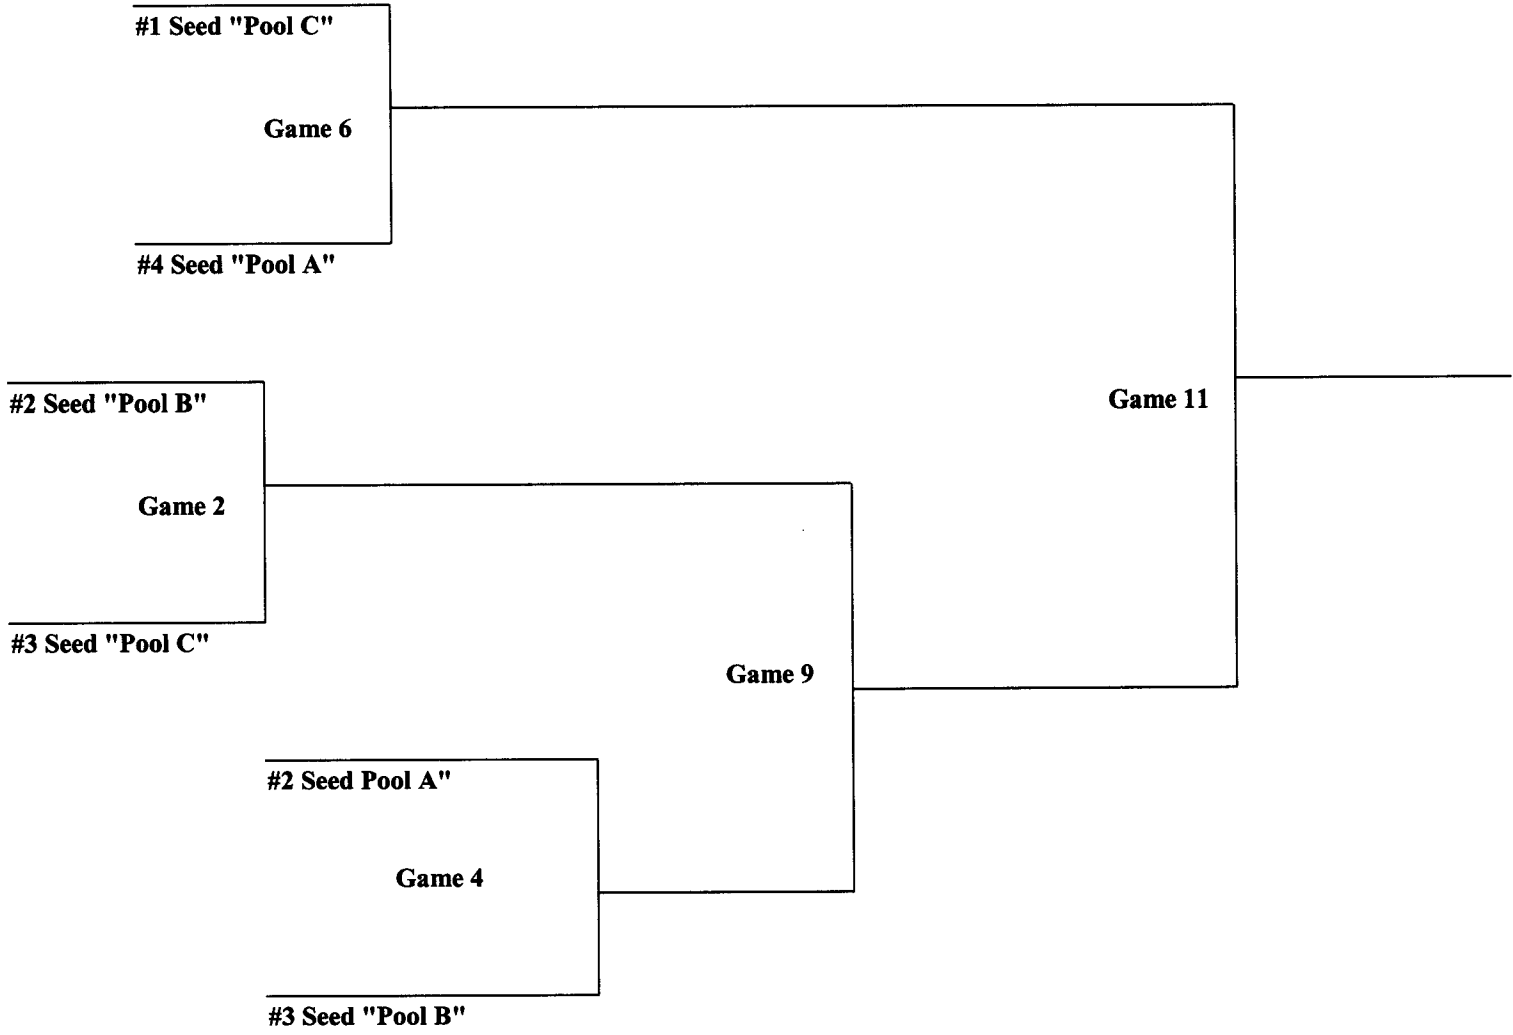 #1 Seed "Pool C"
Game 6
#4 Seed "Pool A"
#2 Seed "Pool B"
Game 11
Game 2
#3 Seed "Pool C"
Game 9
#2 Seed Pool A"
Game 4
#3 Seed "Pool B"